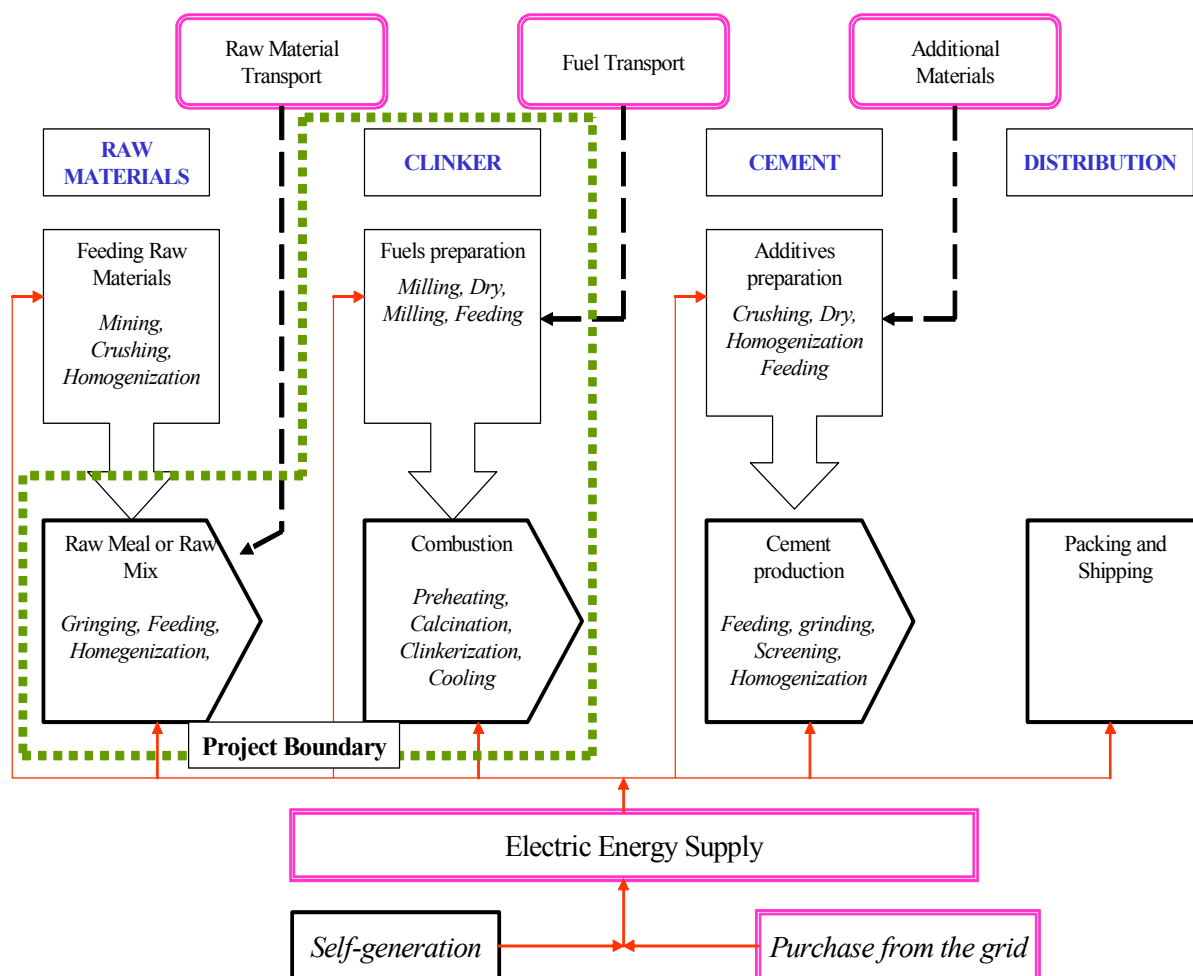 Raw Material
Transport
Fuel Transport
Additional
Materials
RAW
MATERIALS
CLINKER
CEMENT
DISTRIBUTION
Feeding Raw
Materials
Mining,
Crushing,
Homogenization
Fuels preparation
Milling, Dry,
Milling, Feeding
Additives
preparation
Crushing, Dry,
Homogenization
Feeding
Raw Meal or Raw
Mix
Gringing, Feeding,
Homegenization,
Combustion
Preheating,
Calcination,
Clinkerization,
Cooling
Cement
production
Feeding, grinding,
Screening,
Homogenization
Packing and
Shipping
Project Boundary
Electric Energy Supply
Self-generation
Purchase from the grid